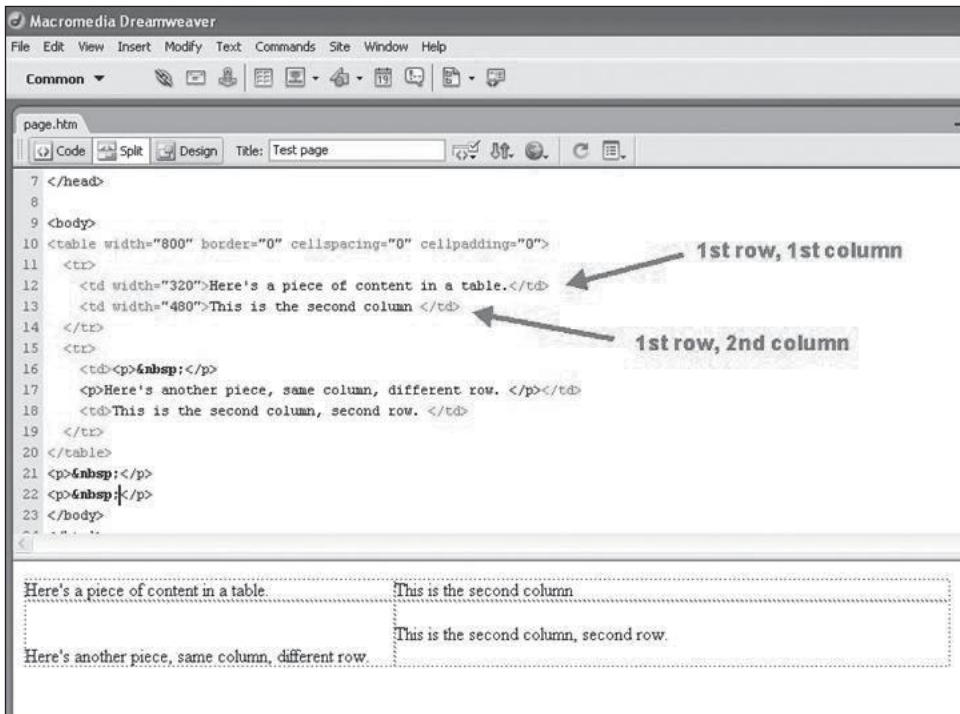 Macromedia Dreamweaver
File Edit View Insert Modify Text Commands Site Window Help
Common
19
page.htm
Code Split Design Title: Test page
7 </head>
8
9 <body>
10 <table width="800" border="0" cellspacing="0" cellpadding="0">
11 <tr>
1st row, 1st column
12 <td width="320">Here's a piece of content in a table.</td>
13 <td width="480">This is the second column </td>
14 </tr>
1st row, 2nd column
15 <tr>
16 <td><p>&nbsp;</p>
17 <p>Here's another piece, same column, different row. </p></td>
18 <td>This is the second column, second row. </td>
19 </tr>
20 </table>
21 <p>&nbsp;</p>
22 <p>&nbsp;</p>
23 </body>
Here's a piece of content in a table. This is the second column
This is the second column, second row.
Here's another piece, same column, different row.